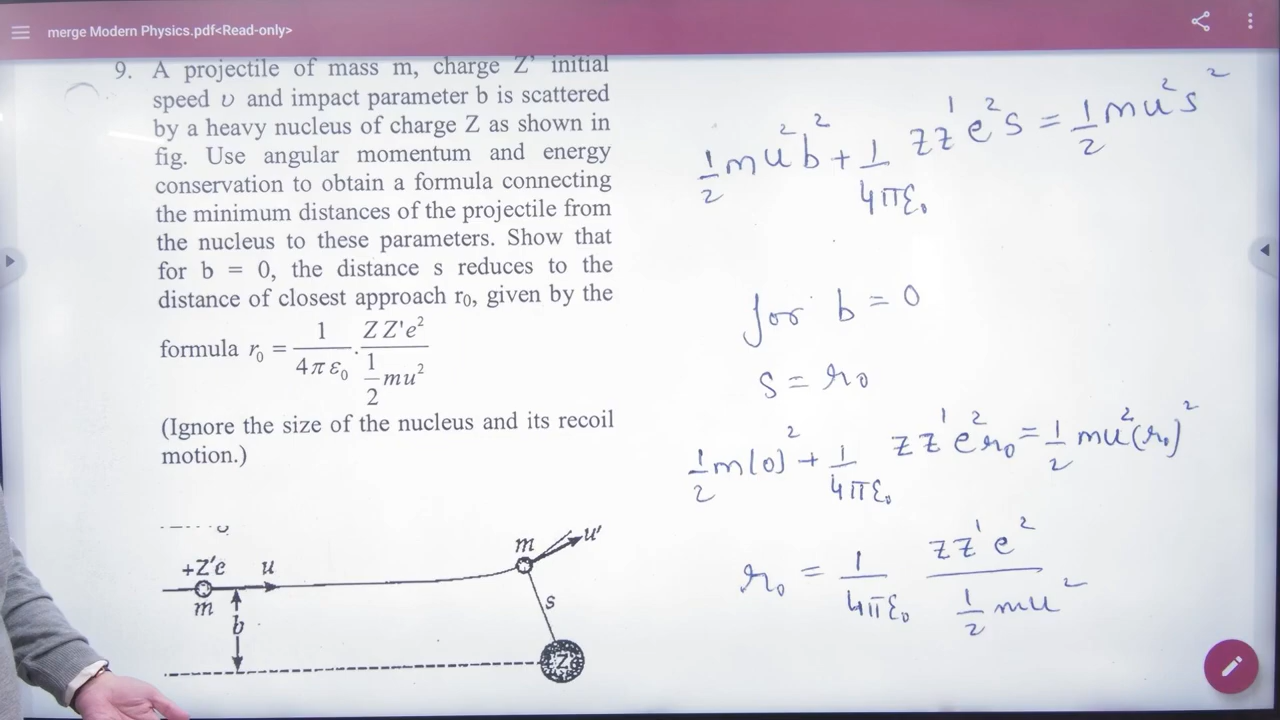 merge Modern Physics.pdf<Read-only>
9. A projectile of mass m, charge Z' initial
speed υ and impact parameter b is scattered
by a heavy nucleus of charge Z as shown in
fig. Use angular momentum and energy
conservation to obtain a formula connecting
the minimum distances of the projectile from
the nucleus to these parameters. Show that
for b = 0, the distance s reduces to the
distance of closest approach r₀, given by the
formula r₀ = 1/(4πε₀) . ZZ'e²/(1/2 mu²)
(Ignore the size of the nucleus and its recoil
motion.)
+Z'e u
m
b
m u'
s
Z
1/2 mu²b² + 1/(4πε₀) ZZ'e²s = 1/2 mu²s²
for b = 0
s = r₀
1/2 m(0)² + 1/(4πε₀) ZZ'e²r₀ = 1/2 mu²(r₀)²
r₀ = 1/(4πε₀) ZZ'e²/(1/2 mu²)